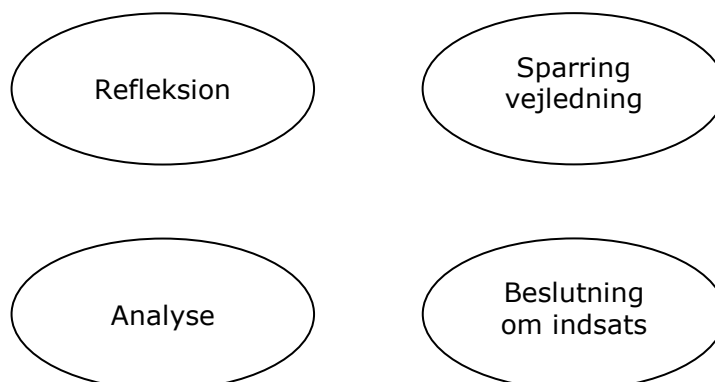 Refleksion
Sparring
vejledning
Analyse
Beslutning
om indsats